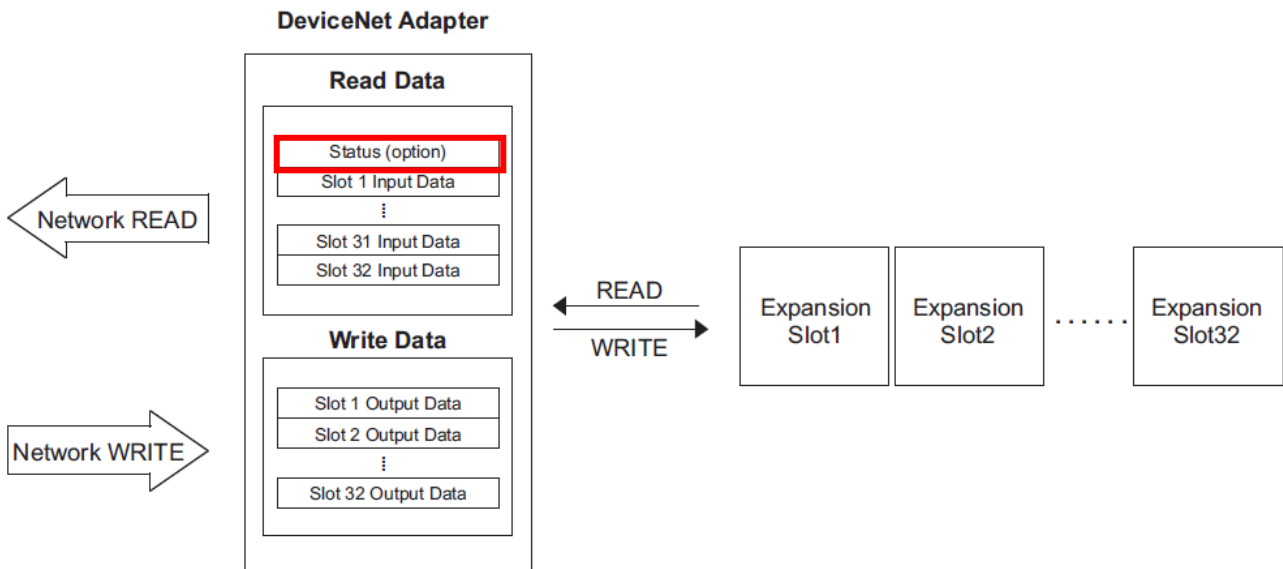 DeviceNet Adapter
Read Data
Status (option)
Slot 1 Input Data
Slot 31 Input Data
Slot 32 Input Data
Network READ
Write Data
Slot 1 Output Data
Slot 2 Output Data
Slot 32 Output Data
Network WRITE
READ
WRITE
Expansion
Slot1
Expansion
Slot2
......
Expansion
Slot32